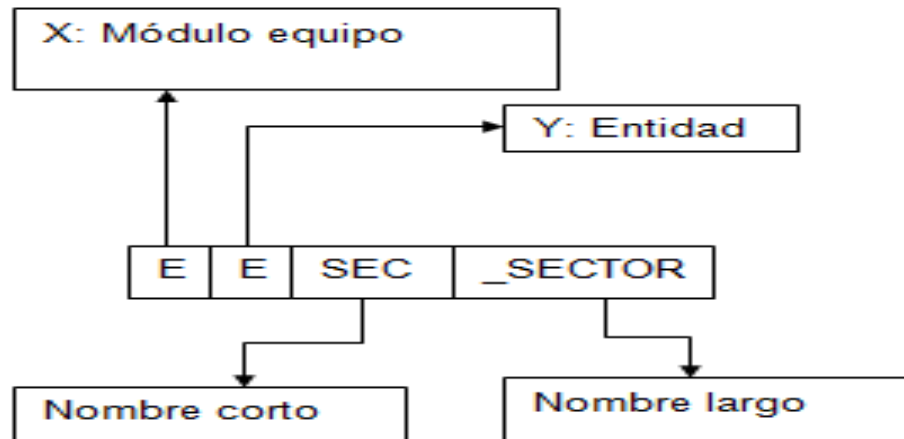 X: Módulo equipo
Y: Entidad
E E SEC _SECTOR
Nombre corto
Nombre largo